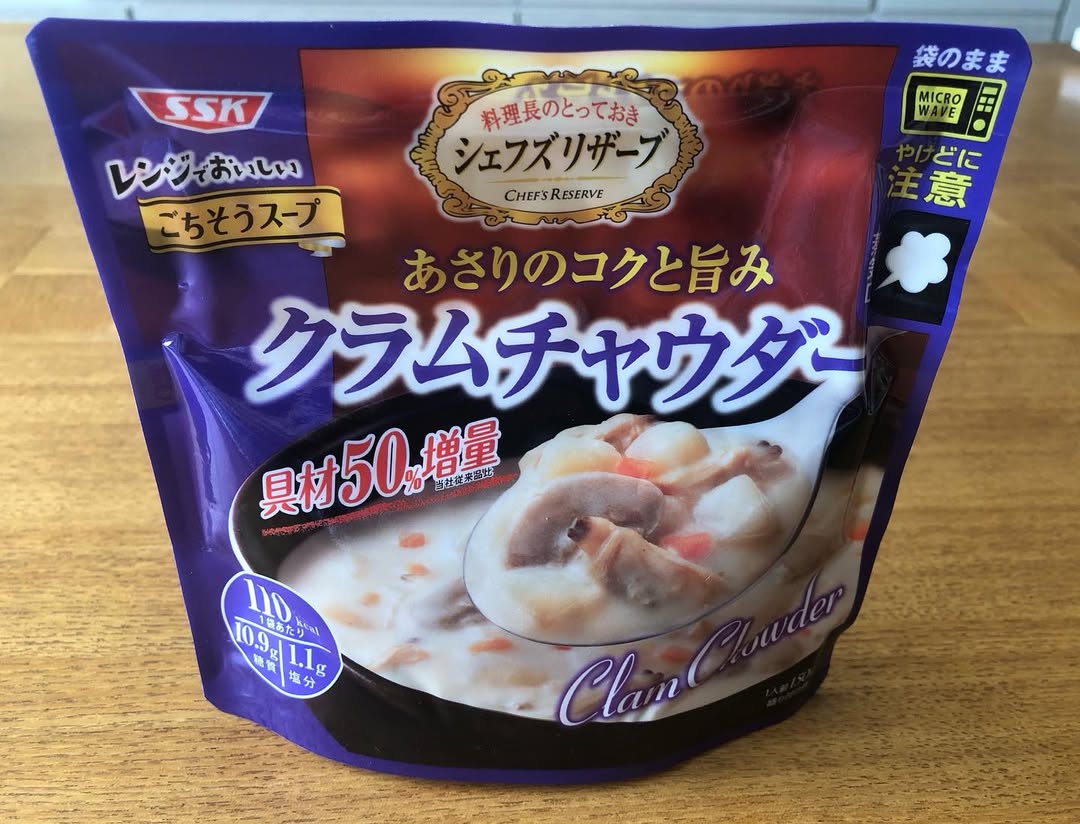 SSK
レンジでおいしい
ごちそうスープ
料理長のとっておき
シェフズリザーブ
CHEF'S RESERVE
袋のまま
MICRO
WAVE
やけどに
注意
あさりのコクと旨み
クラムチャウダー
具材50%増量
当社従来品比
110kcal
1袋あたり
10.9g
糖質
1.1g
塩分
Clam Chowder